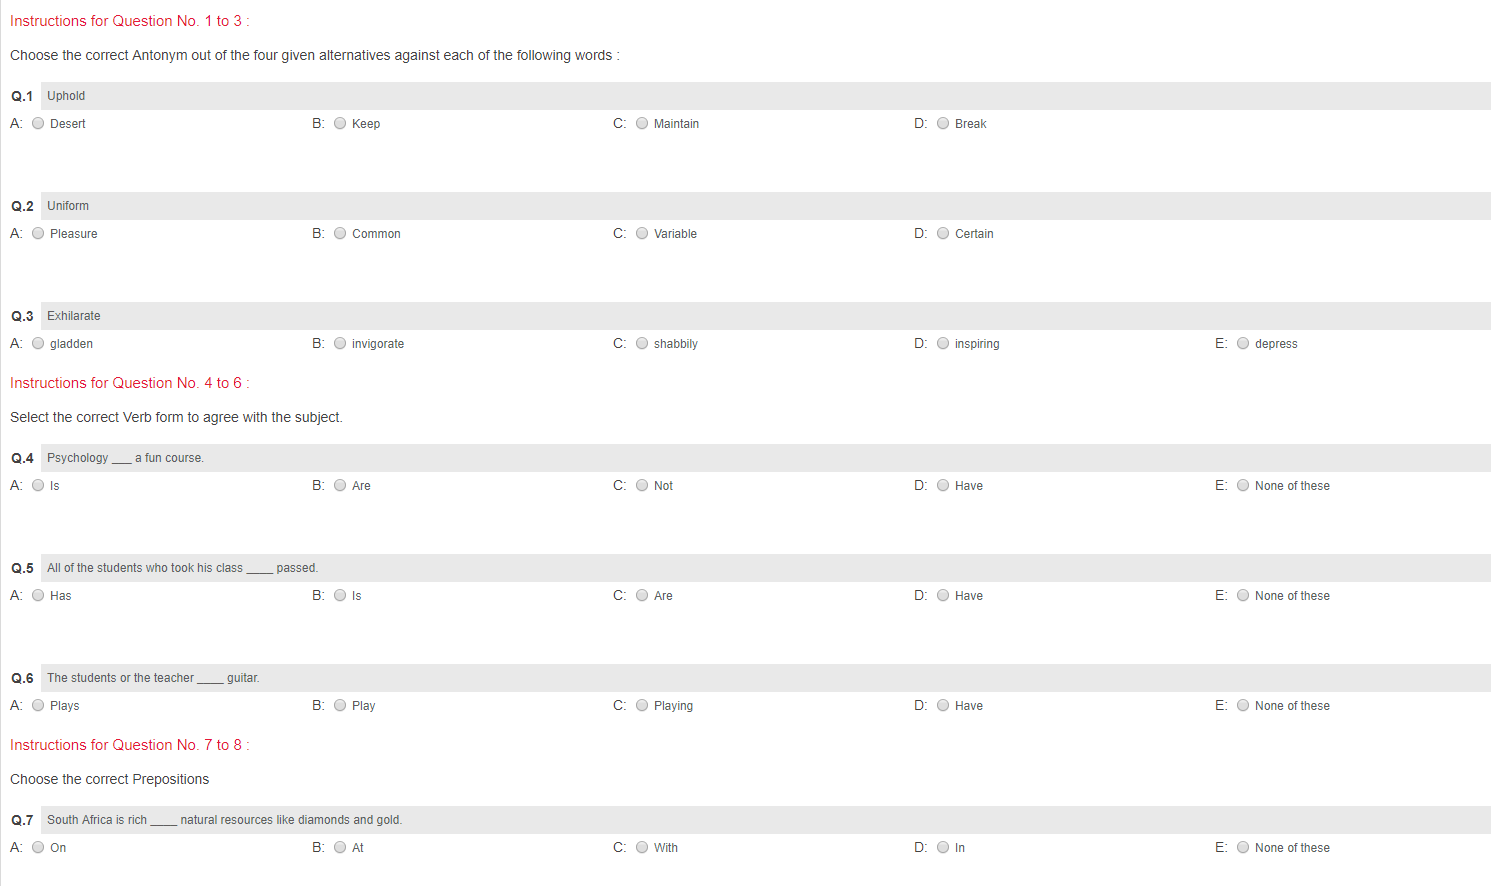 Instructions for Question No. 1 to 3 :
Choose the correct Antonym out of the four given alternatives against each of the following words :
Q.1 Uphold
A: Desert B: Keep C: Maintain D: Break
Q.2 Uniform
A: Pleasure B: Common C: Variable D: Certain
Q.3 Exhilarate
A: gladden B: invigorate C: shabbily D: inspiring E: depress
Instructions for Question No. 4 to 6 :
Select the correct Verb form to agree with the subject.
Q.4 Psychology ___ a fun course.
A: Is B: Are C: Not D: Have E: None of these
Q.5 All of the students who took his class ____ passed.
A: Has B: Is C: Are D: Have E: None of these
Q.6 The students or the teacher ____ guitar.
A: Plays B: Play C: Playing D: Have E: None of these
Instructions for Question No. 7 to 8 :
Choose the correct Prepositions
Q.7 South Africa is rich ____ natural resources like diamonds and gold.
A: On B: At C: With D: In E: None of these